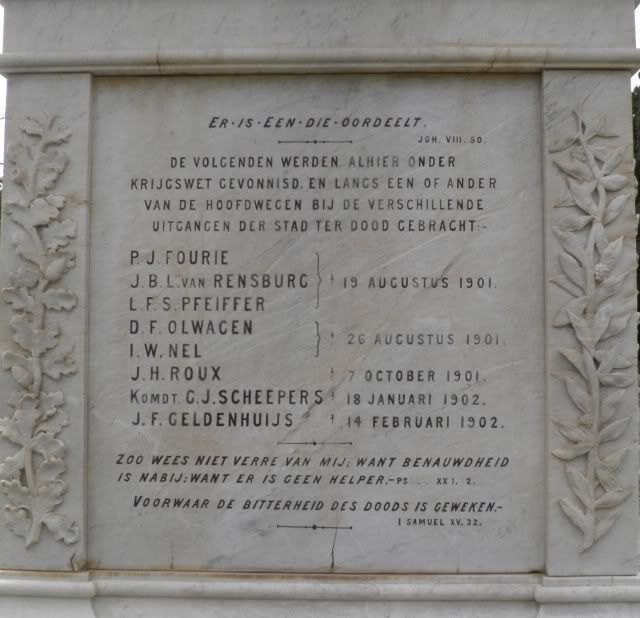 ER·IS·EEN·DIE·OORDEELT.
JOH. VIII. 50.
DE VOLGENDEN WERDEN ALHIER ONDER
KRIJGSWET GEVONNISD, EN LANGS EEN OF ANDER
VAN DE HOOFDWEGEN BIJ DE VERSCHILLENDE
UITGANGEN DER STAD TER DOOD GEBRACHT:-
P.J. FOURIE
J.B.L. VAN RENSBURG † 19 AUGUSTUS 1901.
L.F.S. PFEIFFER
D.F. OLWAGEN
† 26 AUGUSTUS 1901.
I.W. NEL
J.H. ROUX † 7 OCTOBER 1901.
KOMDT. G.J. SCHEEPERS † 18 JANUARI 1902.
J.F. GELDENHUIJS † 14 FEBRUARI 1902.
ZOO WEES NIET VERRE VAN MIJ; WANT BENAUWDHEID
IS NABIJ: WANT ER IS GEEN HELPER.- PS . . XXI. 2.
VOORWAAR DE BITTERHEID DES DOODS IS GEWEKEN.-
I SAMUEL XV. 32.